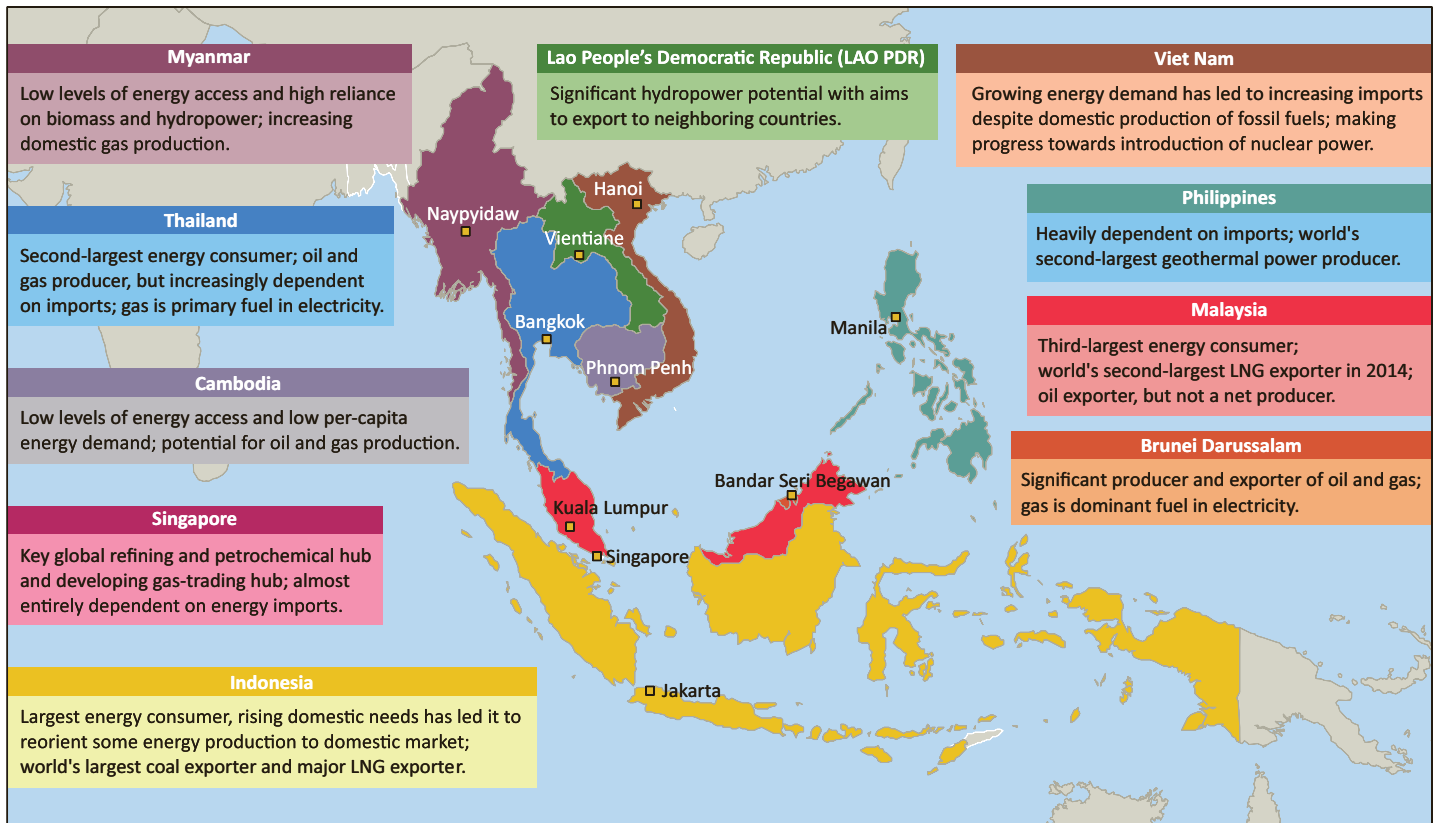 Myanmar
Low levels of energy access and high reliance
on biomass and hydropower; increasing
domestic gas production.
Lao People's Democratic Republic (LAO PDR)
Significant hydropower potential with aims
to export to neighboring countries.
Viet Nam
Growing energy demand has led to increasing imports
despite domestic production of fossil fuels; making
progress towards introduction of nuclear power.
Thailand
Second-largest energy consumer; oil and
gas producer, but increasingly dependent
on imports; gas is primary fuel in electricity.
Philippines
Heavily dependent on imports; world's
second-largest geothermal power producer.
Cambodia
Low levels of energy access and low per-capita
energy demand; potential for oil and gas production.
Malaysia
Third-largest energy consumer;
world's second-largest LNG exporter in 2014;
oil exporter, but not a net producer.
Singapore
Key global refining and petrochemical hub
and developing gas-trading hub; almost
entirely dependent on energy imports.
Brunei Darussalam
Significant producer and exporter of oil and gas;
gas is dominant fuel in electricity.
Indonesia
Largest energy consumer, rising domestic needs has led it to
reorient some energy production to domestic market;
world's largest coal exporter and major LNG exporter.
Hanoi
Naypyidaw
Vientiane
Bangkok
Manila
Phnom Penh
Bandar Seri Begawan
Kuala Lumpur
Singapore
Jakarta